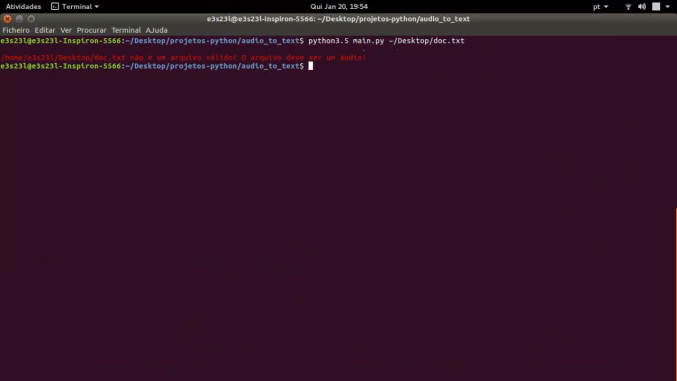 Atividades Terminal Qui Jan 20, 19:54 pt
e3s23l@e3s23l-Inspiron-5566: ~/Desktop/projetos-python/audio_to_text
Ficheiro Editar Ver Procurar Terminal Ajuda
e3s23l@e3s23l-Inspiron-5566:~/Desktop/projetos-python/audio_to_text$ python3.5 main.py ~/Desktop/doc.txt
/home/e3s23l/Desktop/doc.txt não é um arquivo válido! O arquivo deve ser um áudio!
e3s23l@e3s23l-Inspiron-5566:~/Desktop/projetos-python/audio_to_text$